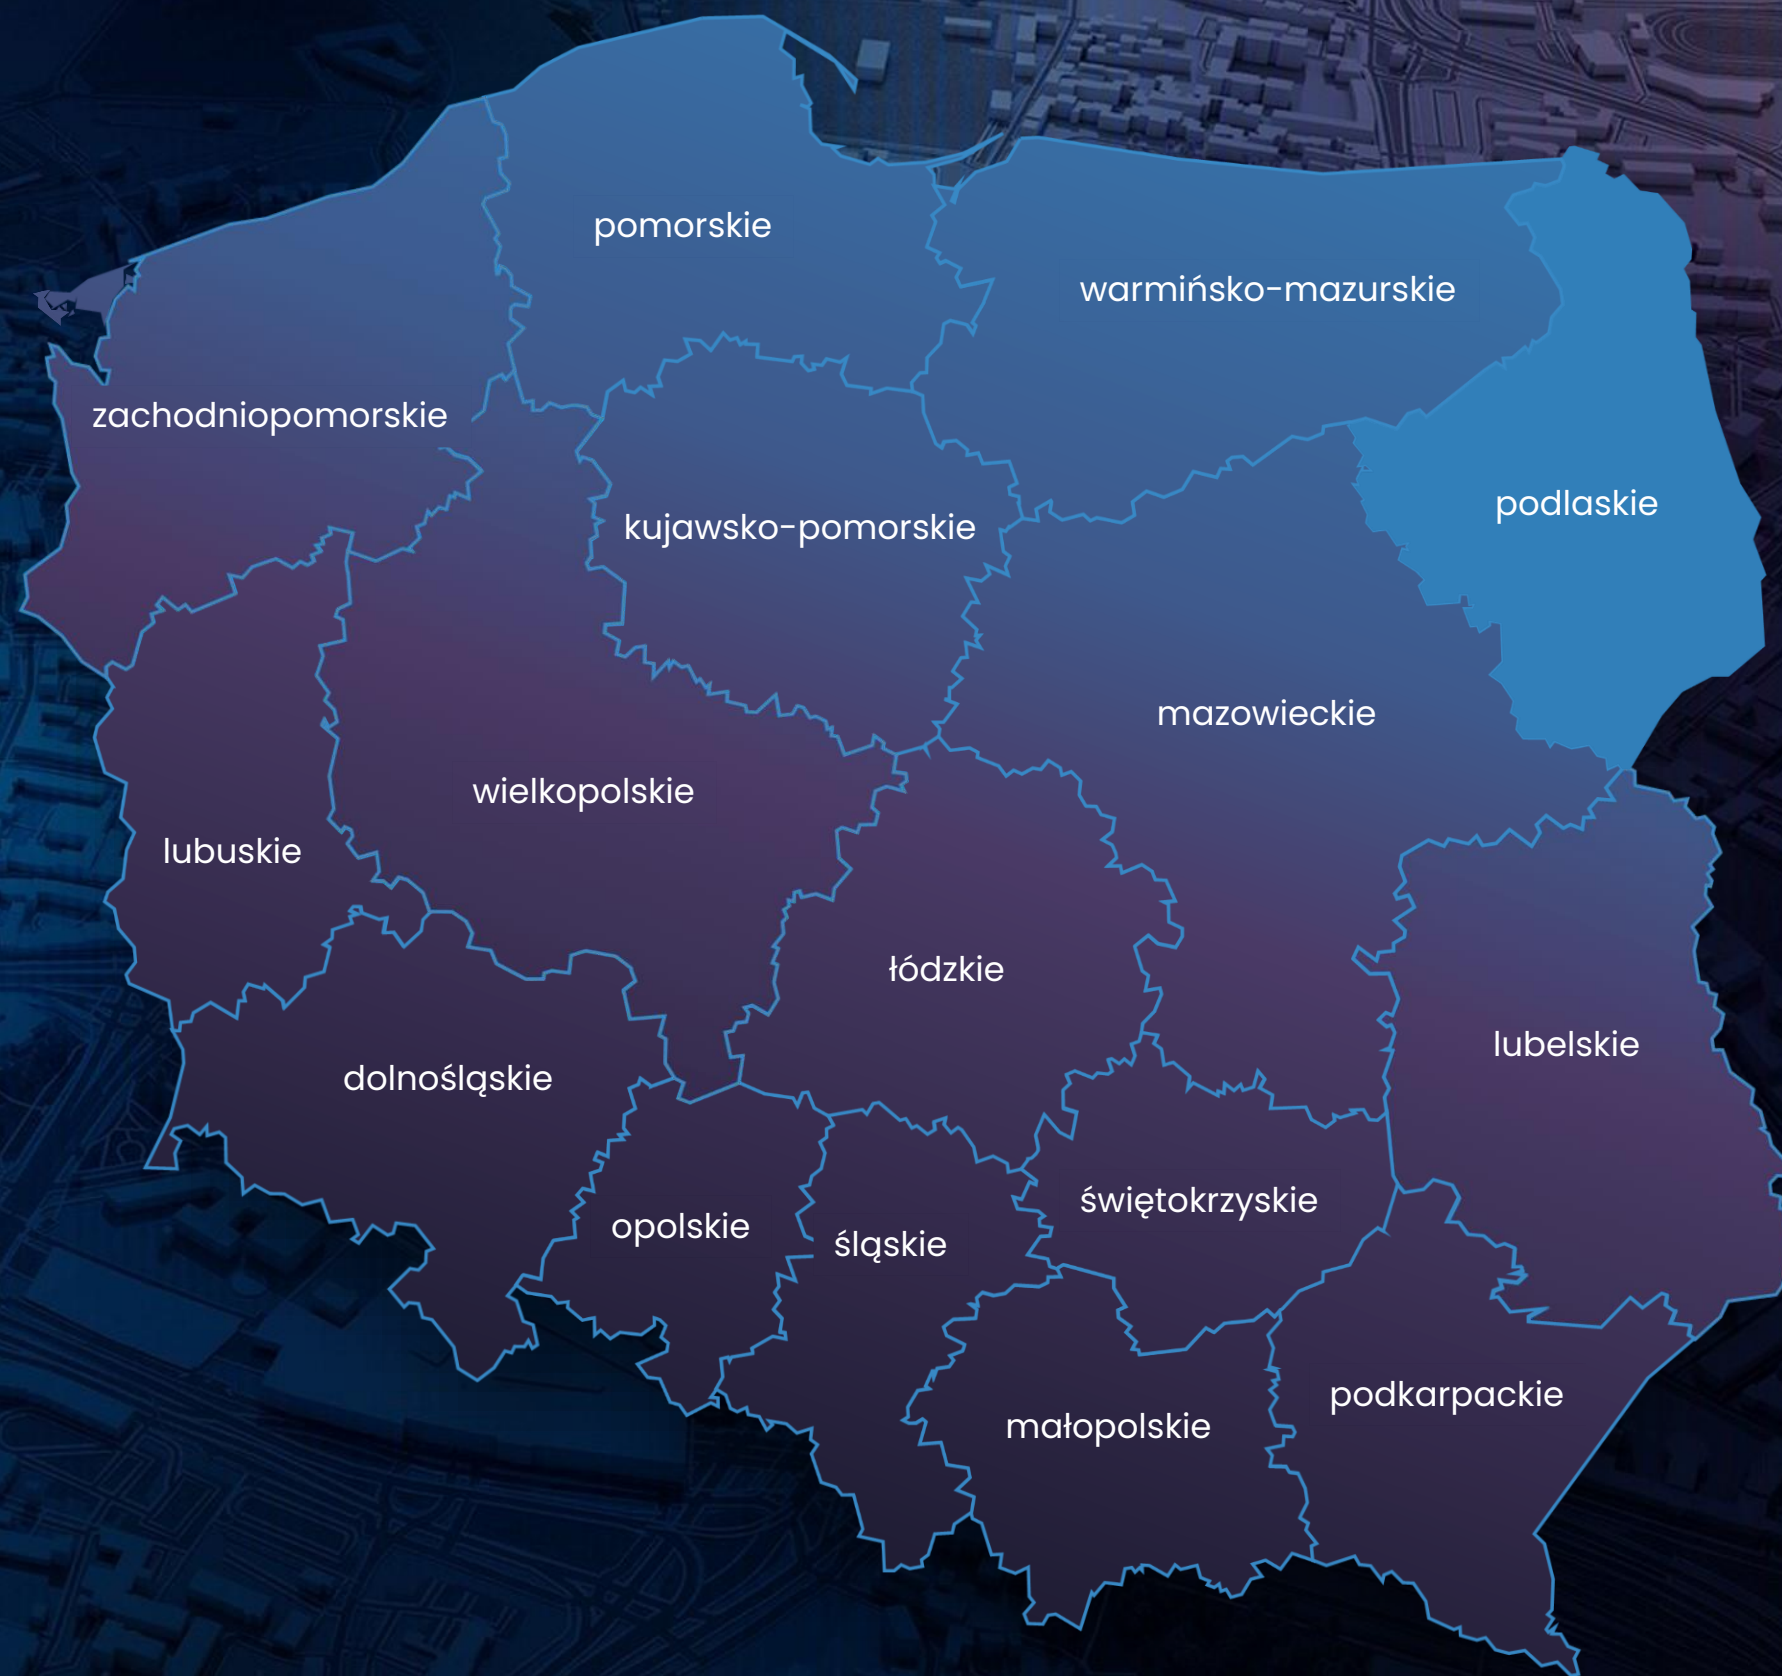 pomorskie
warmińsko-mazurskie
zachodniopomorskie
podlaskie
kujawsko-pomorskie
mazowieckie
wielkopolskie
lubuskie
łódzkie
lubelskie
dolnośląskie
świętokrzyskie
opolskie
śląskie
podkarpackie
małopolskie